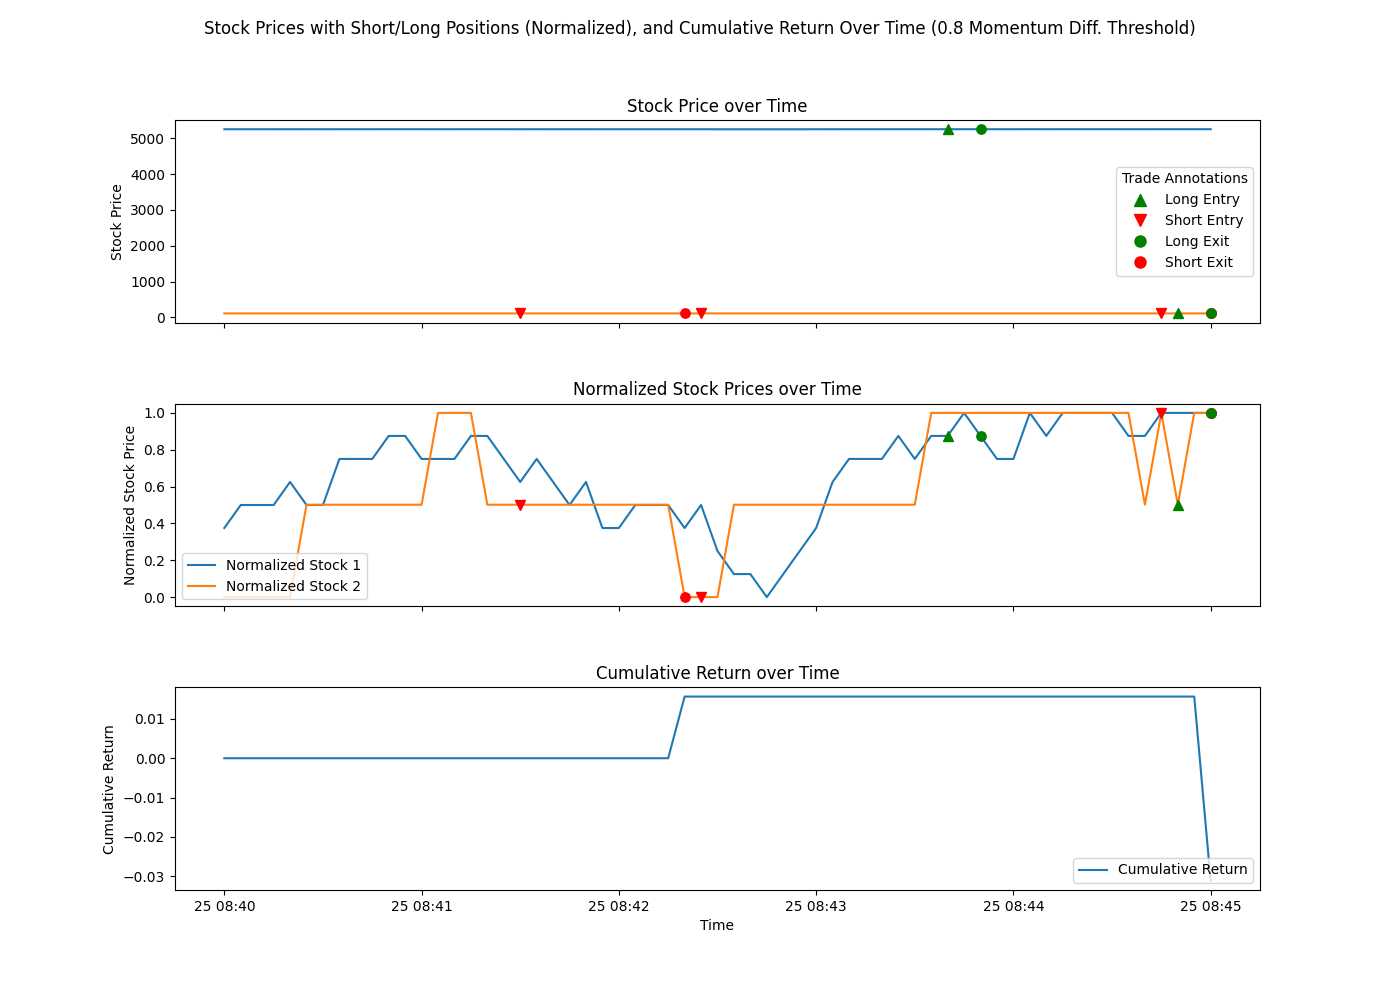 Stock Prices with Short/Long Positions (Normalized), and Cumulative Return Over Time (0.8 Momentum Diff. Threshold)
Stock Price over Time
Stock Price
5000
4000
3000
2000
1000
0
Trade Annotations
Long Entry
Short Entry
Long Exit
Short Exit
Normalized Stock Prices over Time
Normalized Stock Price
1.0
0.8
0.6
0.4
0.2
0.0
Normalized Stock 1
Normalized Stock 2
Cumulative Return over Time
Cumulative Return
0.01
0.00
−0.01
−0.02
−0.03
Cumulative Return
25 08:40
25 08:41
25 08:42
25 08:43
25 08:44
25 08:45
Time